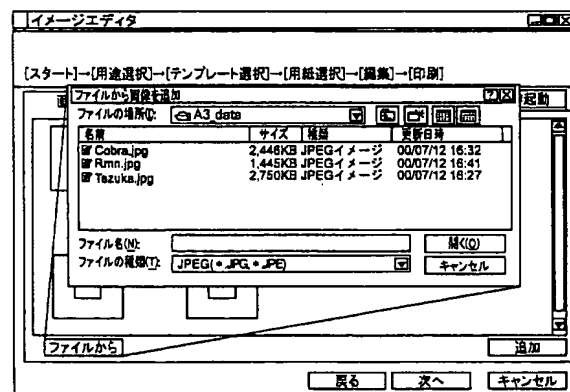 イメージエディタ
[スタート]→[用途選択]→[テンプレート選択]→[用紙選択]→[編集]→[印刷]
ファイルから画像を追加
起動
ファイルの場所(I): A3_data
名前 サイズ 種類 更新日時
Cobra.jpg 2,446KB JPEGイメージ 00/07/12 16:32
Rmn.jpg 1,445KB JPEGイメージ 00/07/12 16:41
Tazuka.jpg 2,750KB JPEGイメージ 00/07/12 16:27
ファイル名(N): 開く(O)
ファイルの種類(T): JPEG(*.JPG,*.JPE) キャンセル
ファイルから 追加
戻る 次へ キャンセル